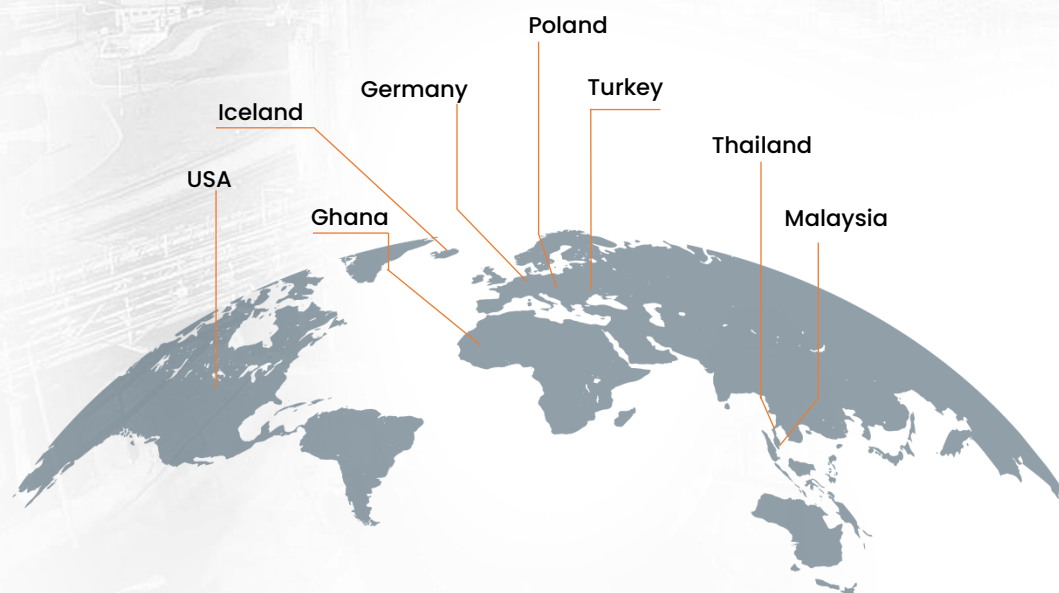 Poland
Germany
Turkey
Iceland
Thailand
USA
Ghana
Malaysia